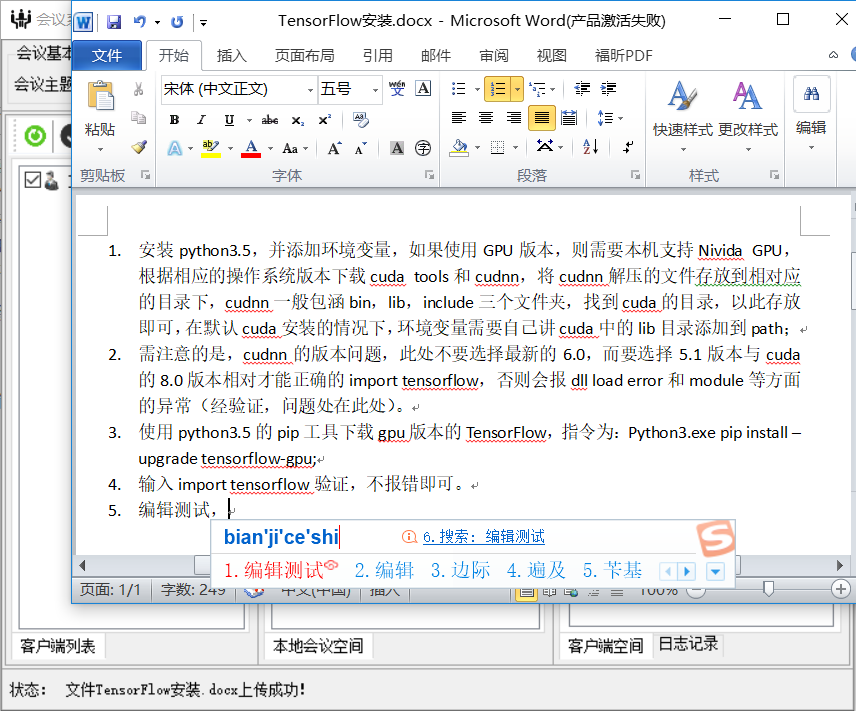 会议系
TensorFlow安装.docx - Microsoft Word(产品激活失败)
会议基本
会议主题
文件 开始 插入 页面布局 引用 邮件 审阅 视图 福昕PDF
宋体 (中文正文) 五号 wén A
粘贴
B I U abc x₂ x²
A ab A Aa A A A 字
快速样式 更改样式 编辑
剪贴板 字体 段落 样式
1. 安装 python3.5，并添加环境变量，如果使用 GPU 版本，则需要本机支持 Nivida GPU，
根据相应的操作系统版本下载 cuda tools 和 cudnn，将 cudnn 解压的文件存放到相对应
的目录下，cudnn 一般包涵 bin，lib，include 三个文件夹，找到 cuda 的目录，以此存放
即可，在默认 cuda 安装的情况下，环境变量需要自己讲 cuda 中的 lib 目录添加到 path；
2. 需注意的是，cudnn 的版本问题，此处不要选择最新的 6.0，而要选择 5.1 版本与 cuda
的 8.0 版本相对才能正确的 import tensorflow，否则会报 dll load error 和 module 等方面
的异常（经验证，问题处在此处）。
3. 使用 python3.5 的 pip 工具下载 gpu 版本的 TensorFlow，指令为：Python3.exe pip install –
upgrade tensorflow-gpu;
4. 输入 import tensorflow 验证，不报错即可。
5. 编辑测试，
bian'ji'ce'shi 6.搜索：编辑测试
1.编辑测试 2.编辑 3.边际 4.遍及 5.苄基
页面: 1/1 字数: 249 中文(中国) 插入 100%
客户端列表 本地会议空间 客户端空间 日志记录
状态： 文件TensorFlow安装.docx上传成功!